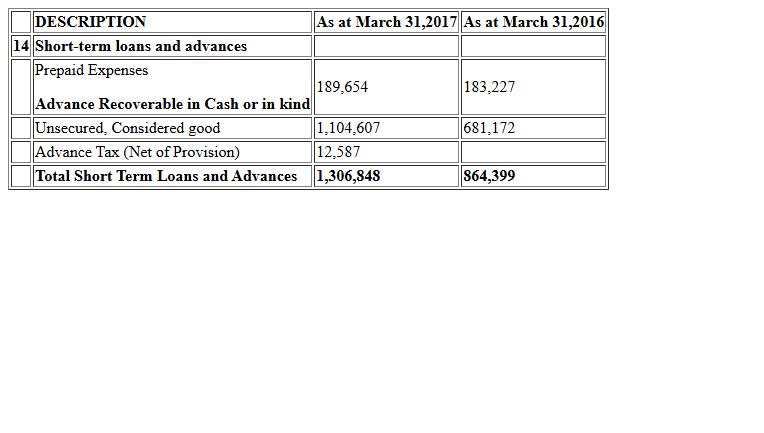 DESCRIPTION As at March 31,2017 As at March 31,2016
14 Short-term loans and advances
Prepaid Expenses
189,654 183,227
Advance Recoverable in Cash or in kind
Unsecured, Considered good 1,104,607 681,172
Advance Tax (Net of Provision) 12,587
Total Short Term Loans and Advances 1,306,848 864,399